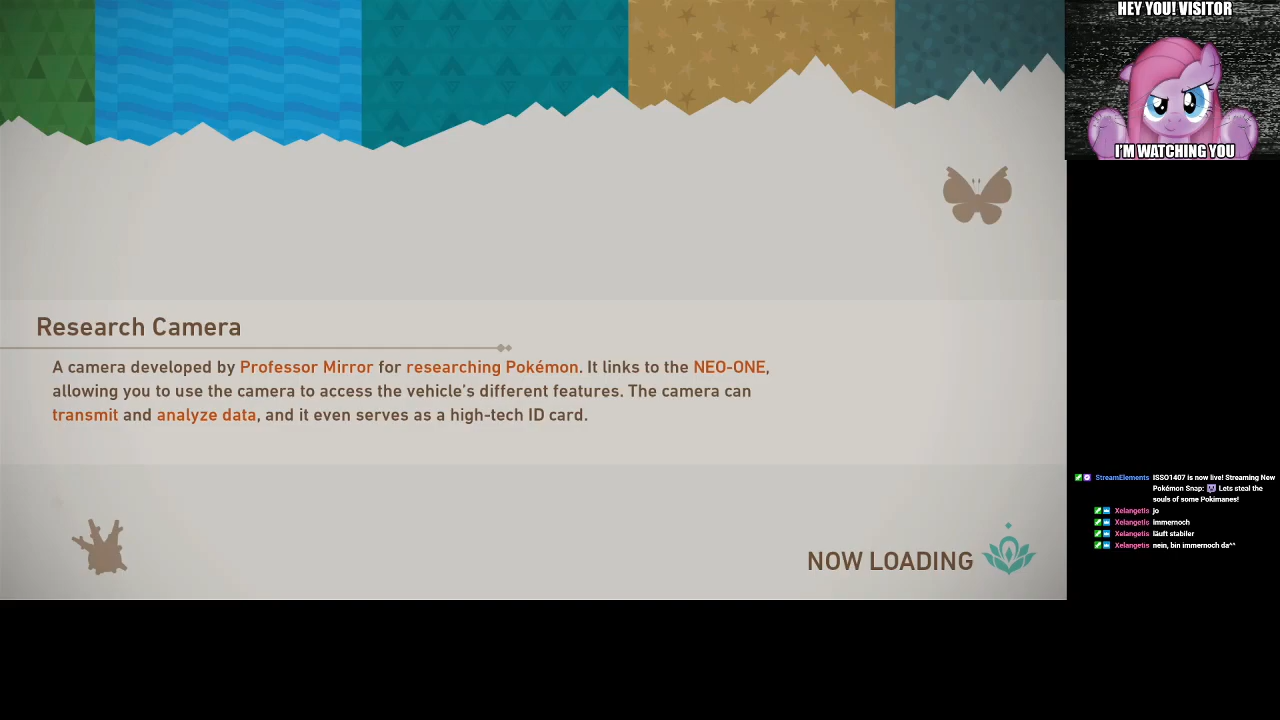 HEY YOU! VISITOR
I'M WATCHING YOU
Research Camera
A camera developed by Professor Mirror for researching Pokémon. It links to the NEO-ONE,
allowing you to use the camera to access the vehicle's different features. The camera can
transmit and analyze data, and it even serves as a high-tech ID card.
NOW LOADING
StreamElements ISSO1407 is now live! Streaming New
Pokémon Snap: Lets steal the
souls of some Pokimanes!
Xelangetis jo
Xelangetis immernoch
Xelangetis läuft stabiler
Xelangetis nein, bin immernoch da^^